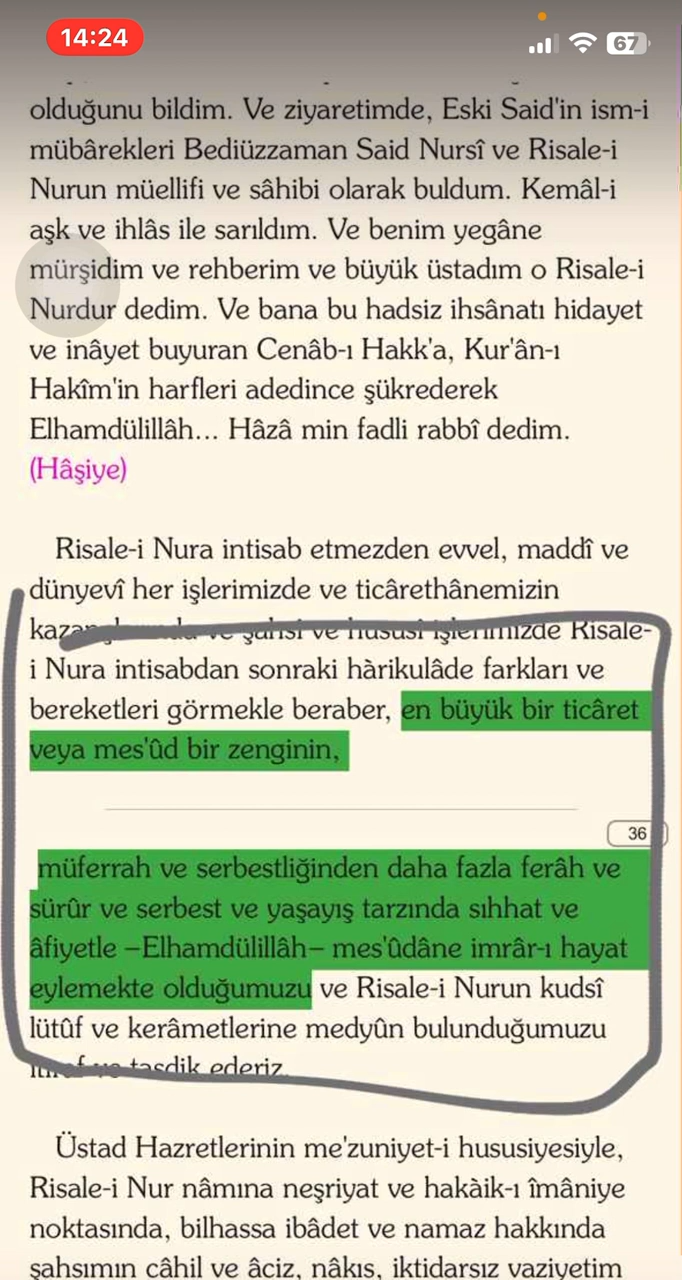 14:24
67
olduğunu bildim. Ve ziyaretimde, Eski Said'in ism-i
mübârekleri Bediüzzaman Said Nursî ve Risale-i
Nurun müellifi ve sâhibi olarak buldum. Kemâl-i
aşk ve ihlâs ile sarıldım. Ve benim yegâne
mürşidim ve rehberim ve büyük üstadım o Risale-i
Nurdur dedim. Ve bana bu hadsiz ihsânatı hidayet
ve inâyet buyuran Cenâb-ı Hakk'a, Kur'ân-ı
Hakîm'in harfleri adedince şükrederek
Elhamdülillâh... Hâzâ min fadli rabbî dedim.
(Hâşiye)
Risale-i Nura intisab etmezden evvel, maddî ve
dünyevî her işlerimizde ve ticârethânemizin
ve şahsî ve hususî işlerimizde Risale-
i Nura intisabdan sonraki hàrikulâde farkları ve
bereketleri görmekle beraber, en büyük bir ticâret
veya mes'ûd bir zenginin,
36
müferrah ve serbestliğinden daha fazla ferâh ve
sürûr ve serbest ve yaşayış tarzında sıhhat ve
âfiyetle –Elhamdülillâh– mes'ûdâne imrâr-ı hayat
eylemekte olduğumuzu ve Risale-i Nurun kudsî
lütûf ve kerâmetlerine medyûn bulunduğumuzu
ve tasdik ederiz.
Üstad Hazretlerinin me'zuniyet-i hususiyesiyle,
Risale-i Nur nâmına neşriyat ve hakàik-ı îmâniye
noktasında, bilhassa ibâdet ve namaz hakkında
şahsımın câhil ve âciz, nâkıs, iktidarsız vaziyetim